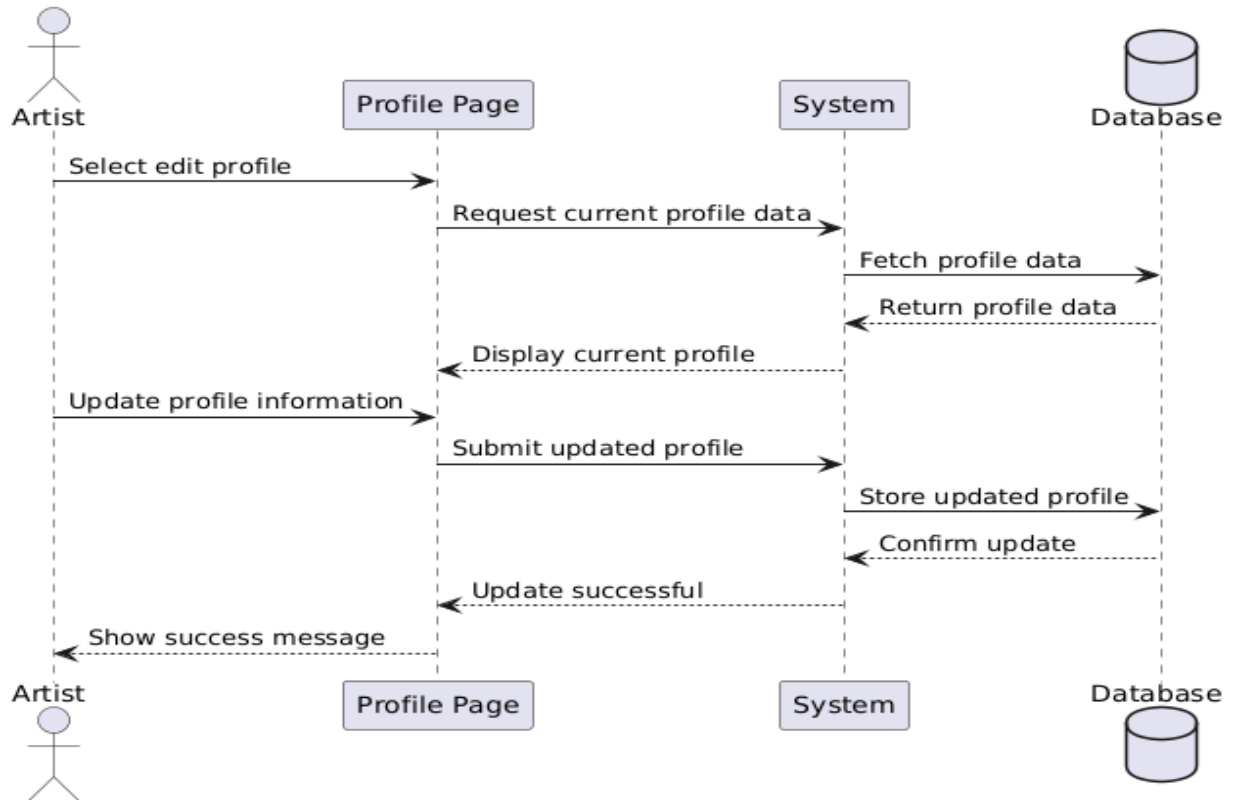 Artist
Profile Page
System
Database
Select edit profile
Request current profile data
Fetch profile data
Return profile data
Display current profile
Update profile information
Submit updated profile
Store updated profile
Confirm update
Update successful
Show success message
Artist
Profile Page
System
Database